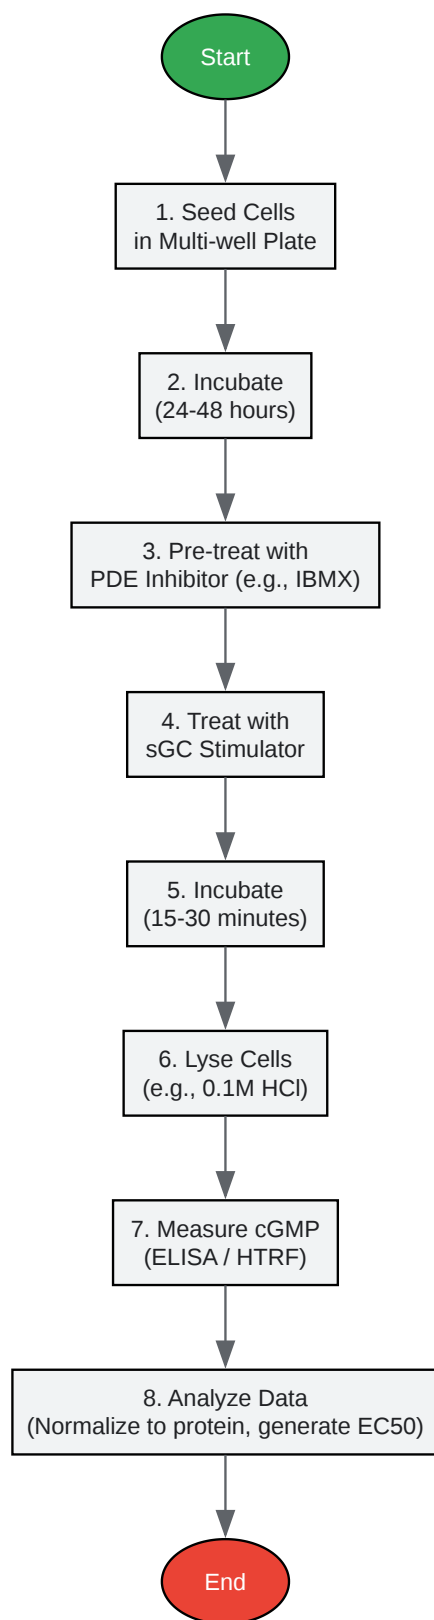 Start
1. Seed Cells
in Multi-well Plate
2. Incubate
(24-48 hours)
3. Pre-treat with
PDE Inhibitor (e.g., IBMX)
4. Treat with
sGC Stimulator
5. Incubate
(15-30 minutes)
6. Lyse Cells
(e.g., 0.1M HCl)
7. Measure cGMP
(ELISA / HTRF)
8. Analyze Data
(Normalize to protein, generate EC50)
End